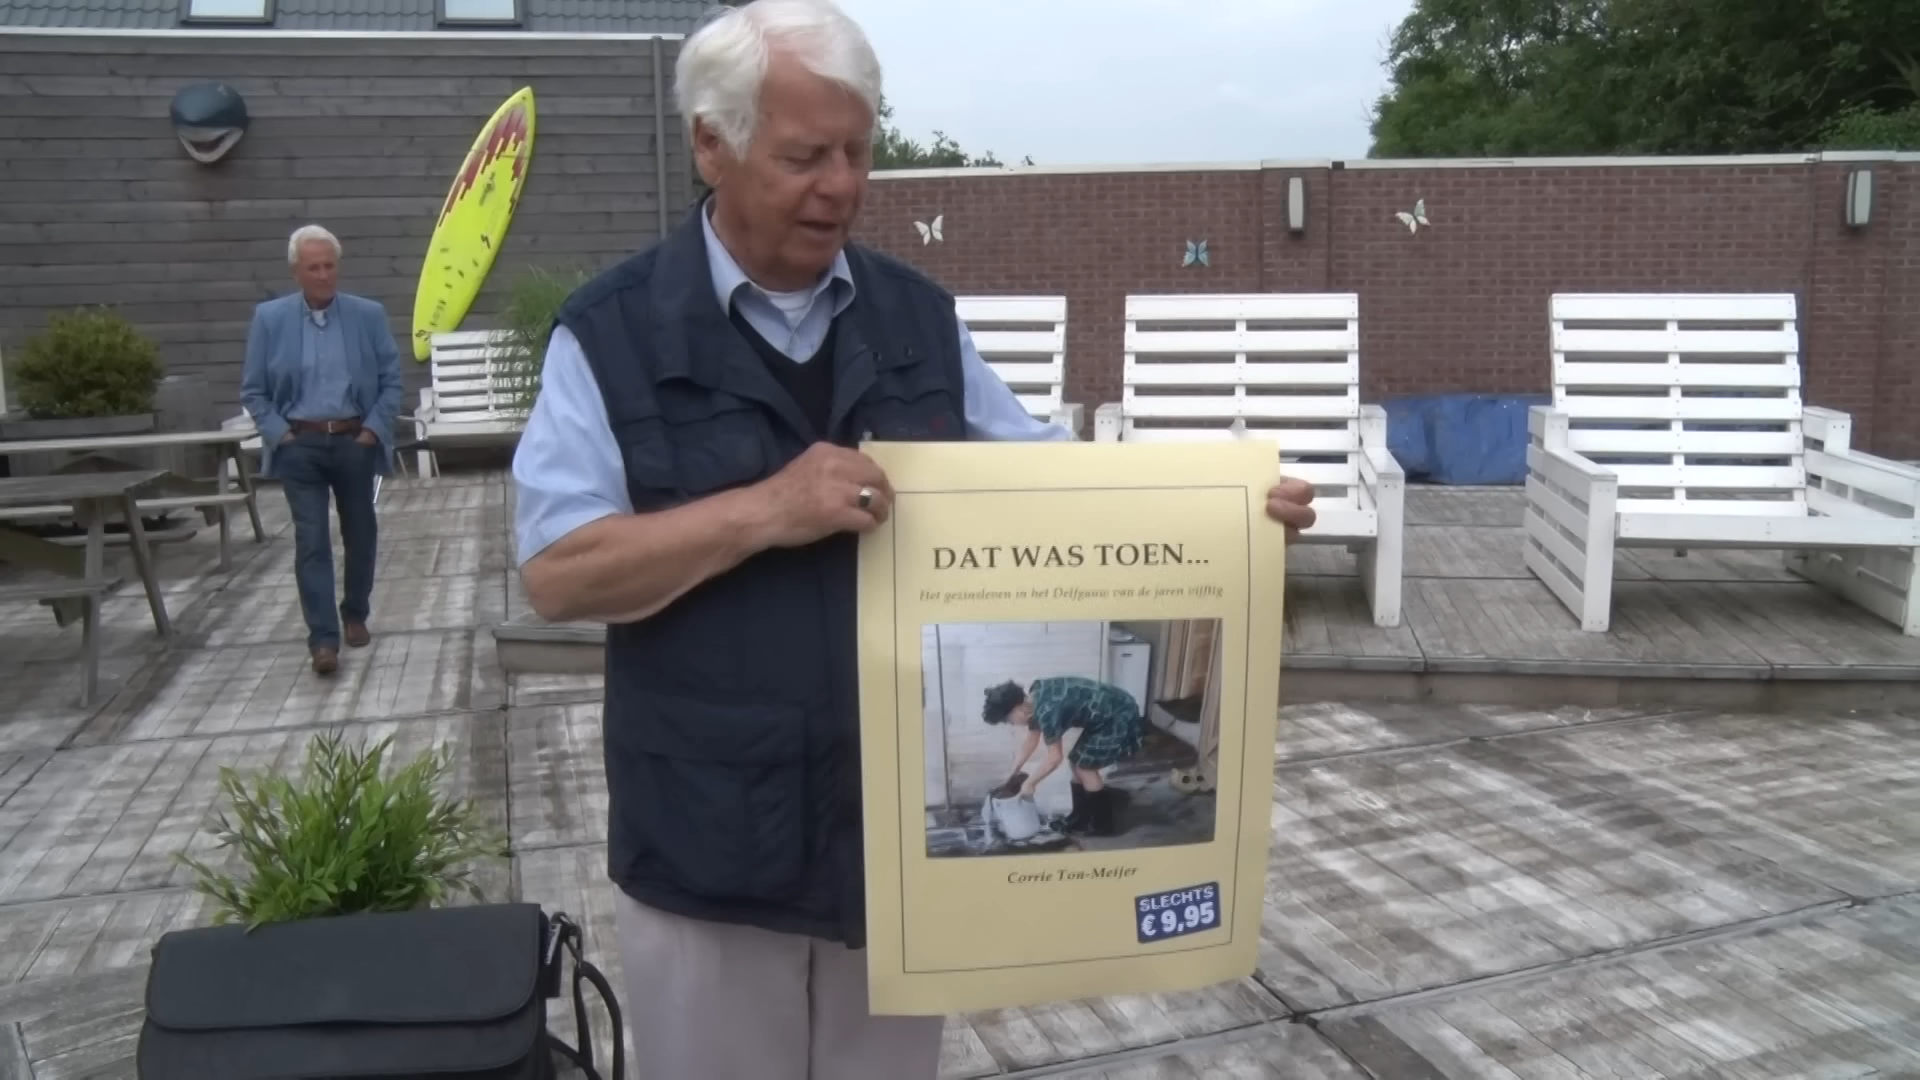 DAT WAS TOEN...
Het gezinsleven in het Delfgauw van de jaren vijftig
Corrie Ton-Meijer
SLECHTS
€ 9,95